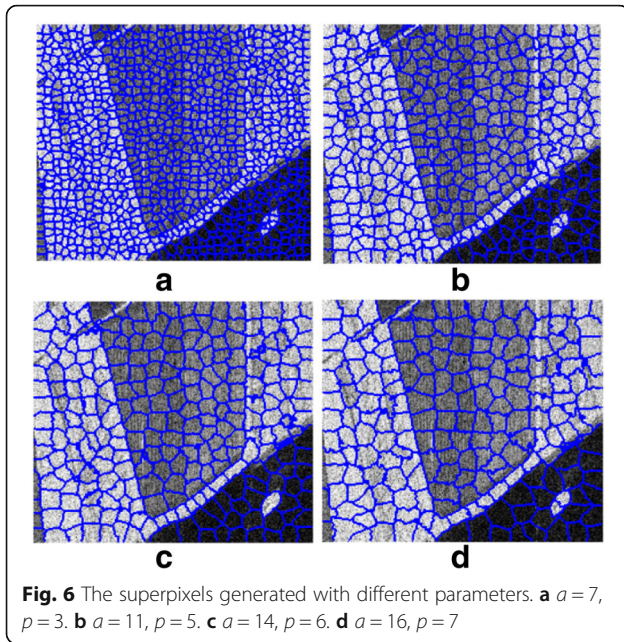 a
b
c
d
Fig. 6 The superpixels generated with different parameters. a a = 7,
p = 3. b a = 11, p = 5. c a = 14, p = 6. d a = 16, p = 7